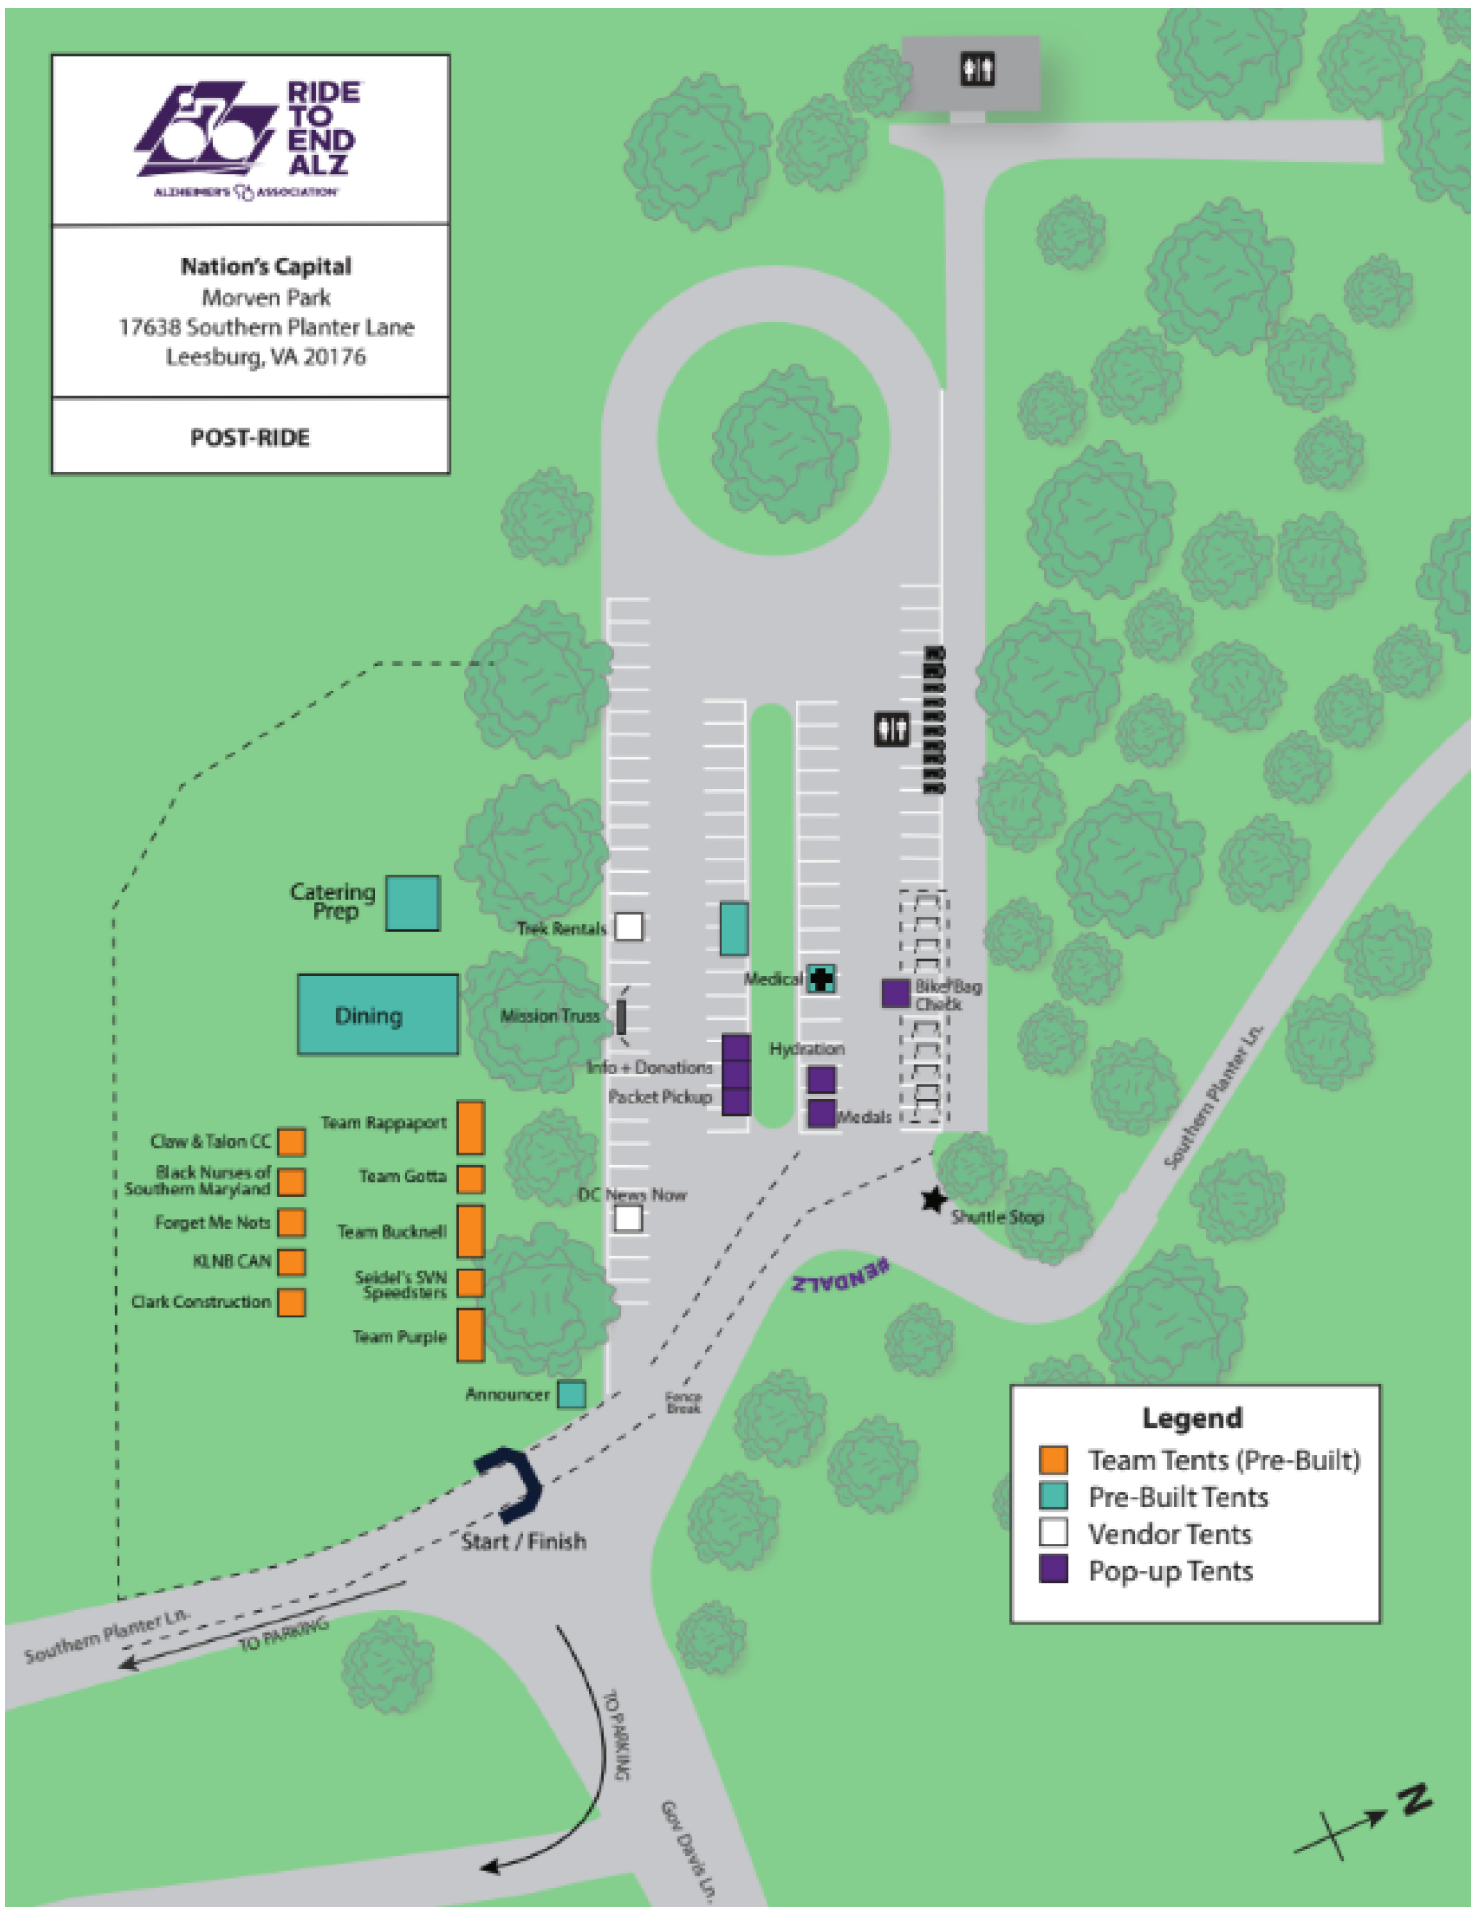 RIDE
TO
END
ALZ
ALZHEIMER'S ASSOCIATION
Nation's Capital
Morven Park
17638 Southern Planter Lane
Leesburg, VA 20176
POST-RIDE
Catering
Prep
Trek Rentals
Medical
Bike/Bag
Check
Dining
Mission Truss
Hydration
Info + Donations
Packet Pickup
Medals
Team Rappaport
Claw & Talon CC
Black Nurses of
Southern Maryland
Team Gotta
DC News Now
Forget Me Nots
Team Bucknell
KLNB CAN
Seidel's SVN
Speedsters
Clark Construction
Team Purple
Announcer
Shuttle Stop
#ENDALZ
Southern Planter Ln.
Fence
Break
Start / Finish
Legend
Team Tents (Pre-Built)
Pre-Built Tents
Vendor Tents
Pop-up Tents
Southern Planter Ln.
TO PARKING
TO PARKING
Gov Davis Ln.
N